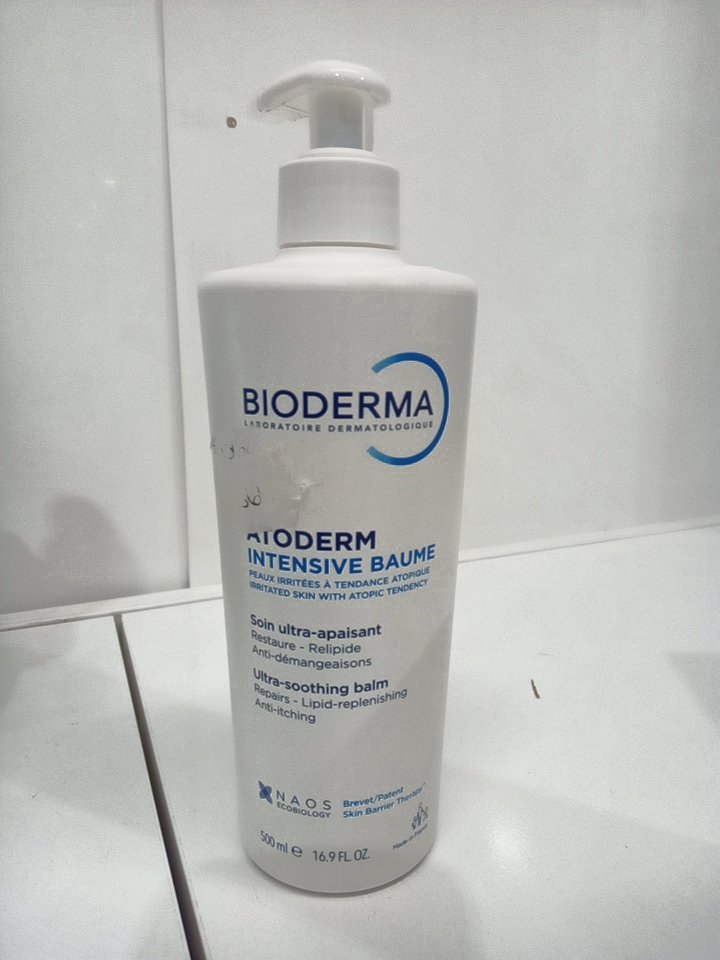 BIODERMA
LABORATOIRE DERMATOLOGIQUE
ATODERM
INTENSIVE BAUME
PEAUX IRRITÉES À TENDANCE ATOPIQUE
IRRITATED SKIN WITH ATOPIC TENDENCY
Soin ultra-apaisant
Restaure - Relipide
Anti-démangeaisons
Ultra-soothing balm
Repairs - Lipid-replenishing
Anti-itching
NAOS
ECOBIOLOGY
Brevet/Patent
Skin Barrier Therapy™
Made in France
500 ml ℮ 16.9 FL. OZ.